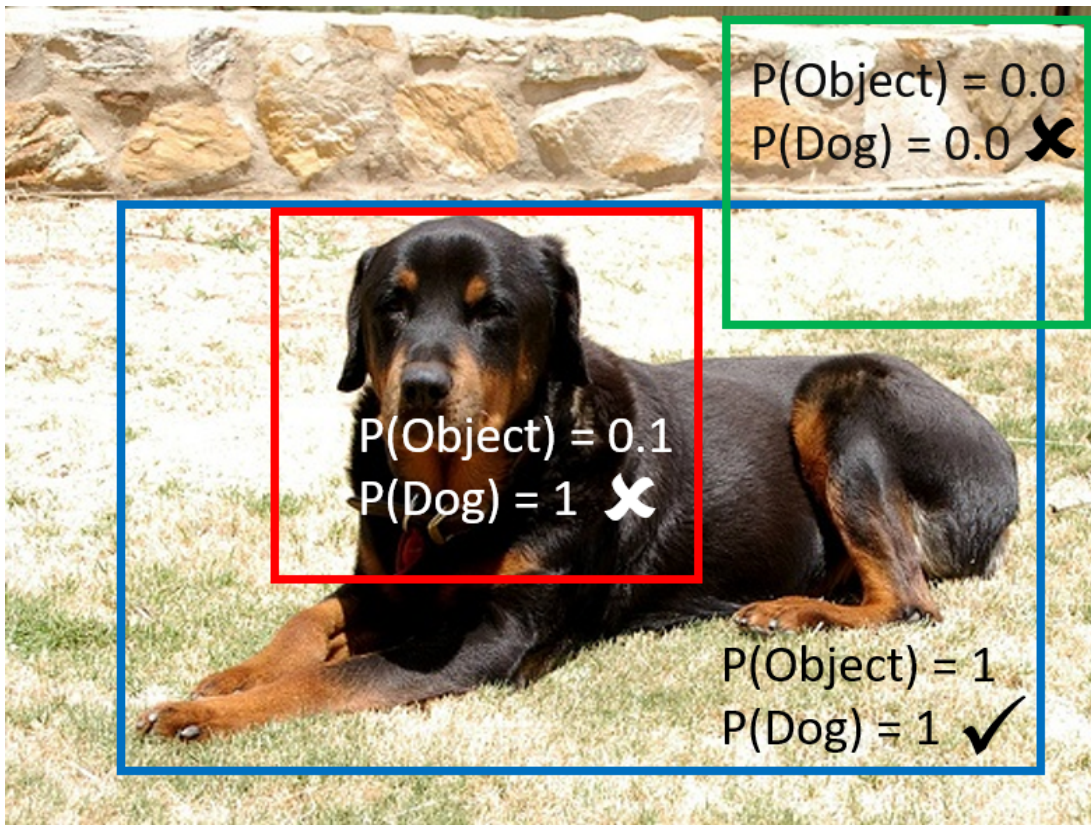 P(Object) = 0.0
P(Dog) = 0.0 ✘
P(Object) = 0.1
P(Dog) = 1 ✘
P(Object) = 1
P(Dog) = 1 ✓